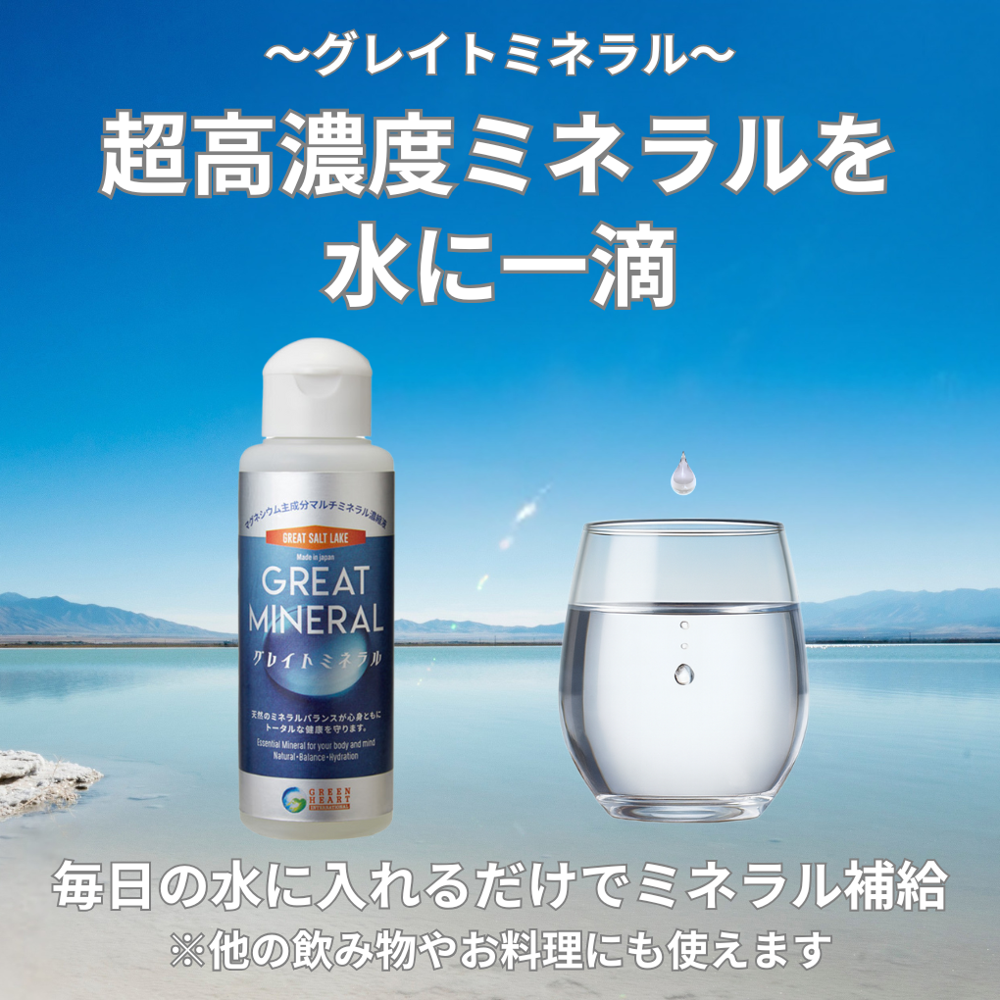 ～グレイトミネラル～
超高濃度ミネラルを
水に一滴
マグネシウム主成分マルチミネラル濃縮液
GREAT SALT LAKE
Made in japan
GREAT
MINERAL
グレイトミネラル
天然のミネラルバランスが心身ともに
トータルな健康を守ります。
Essential Mineral for your body and mind
Natural・Balance・Hydration
GREEN
HEART
INTERNATIONAL
毎日の水に入れるだけでミネラル補給
※他の飲み物やお料理にも使えます